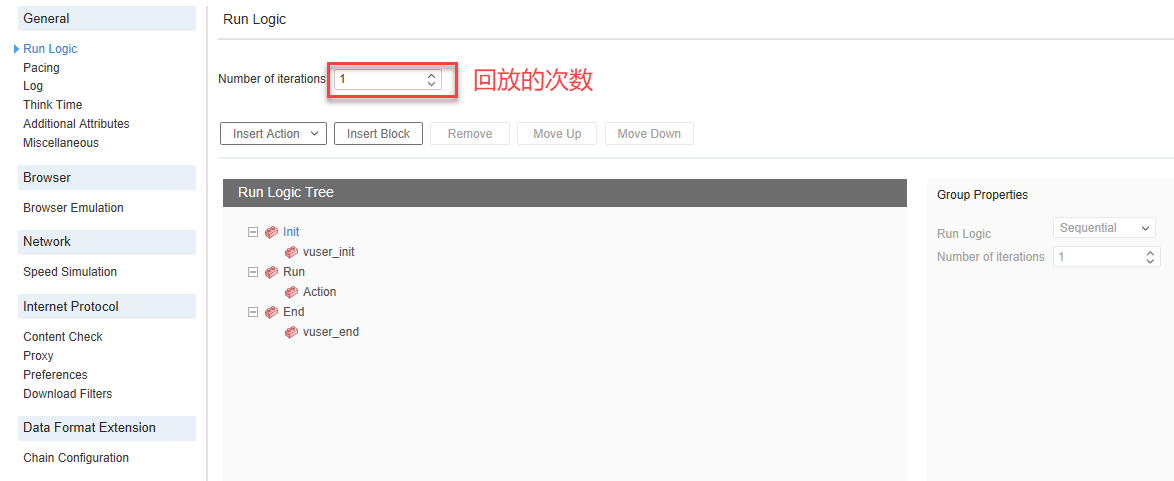 General
Run Logic
Pacing
Log
Think Time
Additional Attributes
Miscellaneous
Browser
Browser Emulation
Network
Speed Simulation
Internet Protocol
Content Check
Proxy
Preferences
Download Filters
Data Format Extension
Chain Configuration
Run Logic
Number of iterations 1 回放的次数
Insert Action Insert Block Remove Move Up Move Down
Run Logic Tree
Init
vuser_init
Run
Action
End
vuser_end
Group Properties
Run Logic Sequential
Number of iterations 1